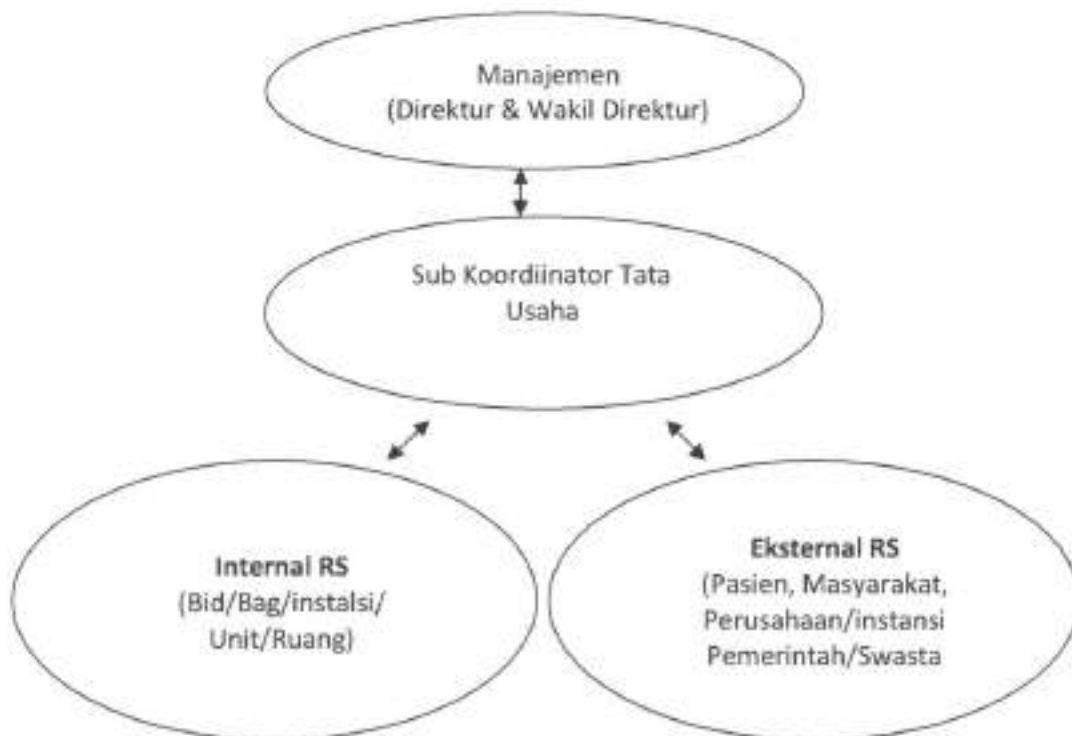 Manajemen
(Direktur & Wakil Direktur)
Sub Koordiinator Tata
Usaha
Internal RS
(Bid/Bag/instalsi/
Unit/Ruang)
Eksternal RS
(Pasien, Masyarakat,
Perusahaan/instansi
Pemerintah/Swasta